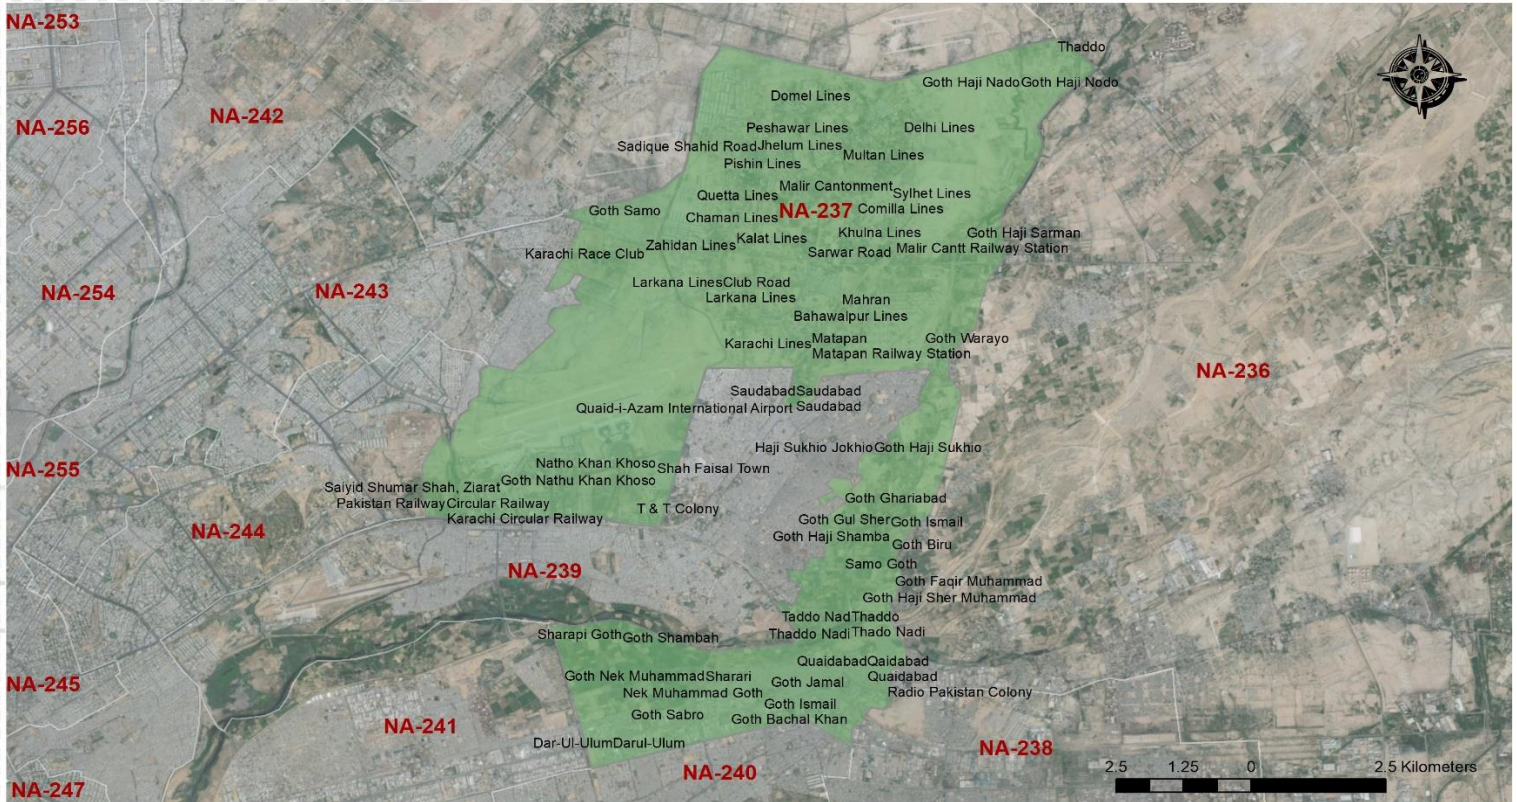 NA-253
Thaddo
Goth Haji Nado Goth Haji Nodo
Domel Lines
NA-242
NA-256
Peshawar Lines
Delhi Lines
Sadique Shahid Road Jhelum Lines
Multan Lines
Pishin Lines
Malir Cantonment
Quetta Lines
Sylhet Lines
Goth Samo
Chaman Lines
NA-237
Comilla Lines
Khulna Lines
Goth Haji Sarman
Zahidan Lines
Kalat Lines
Karachi Race Club
Sarwar Road
Malir Cantt Railway Station
NA-254
NA-243
Larkana Lines Club Road
Larkana Lines
Mahran
Bahawalpur Lines
Karachi Lines
Matapan
Goth Warayo
Matapan Railway Station
NA-236
Saudabad Saudabad
Quaid-i-Azam International Airport
Saudabad
Haji Sukhio Jokhio Goth Haji Sukhio
NA-255
Natho Khan Khoso
Shah Faisal Town
Goth Nathu Khan Khoso
Saiyid Shumar Shah, Ziarat
Pakistan Railway Circular Railway
Karachi Circular Railway
T & T Colony
Goth Ghariabad
Goth Gul Sher
Goth Ismail
Goth Haji Shamba
Goth Biru
NA-244
Samo Goth
NA-239
Goth Faqir Muhammad
Goth Haji Sher Muhammad
Taddo Nad Thaddo
Thaddo Nadi Thado Nadi
Sharapi Goth Goth Shambah
Quaidabad Qaidabad
Goth Nek Muhammad Sharari
Goth Jamal
Quaidabad
NA-245
Nek Muhammad Goth
Radio Pakistan Colony
Goth Ismail
Goth Sabro
Goth Bachal Khan
NA-241
Dar-Ul-Ulum Darul-Ulum
NA-238
NA-240
2.5 1.25 0 2.5 Kilometers
NA-247